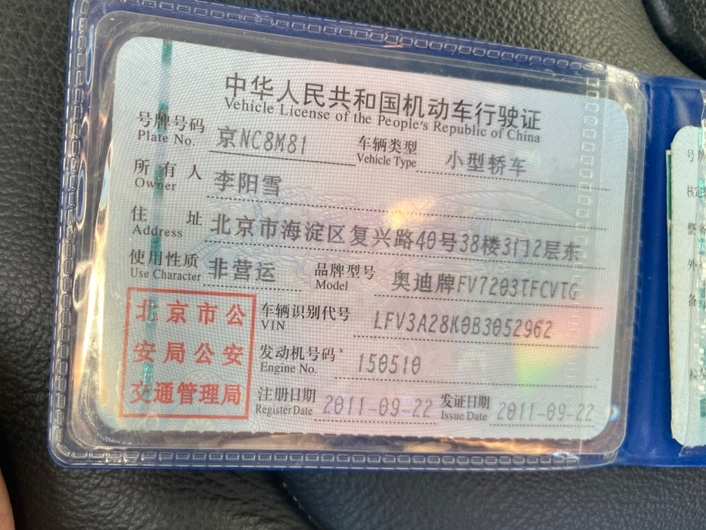 中华人民共和国机动车行驶证
Vehicle License of the People's Republic of China
号牌号码 京NC8M81 车辆类型 小型轿车
Plate No. Vehicle Type
所有人 李阳雪
Owner
住址 北京市海淀区复兴路40号38楼3门2层东
Address
使用性质 非营运 品牌型号 奥迪牌FV7203TFCVTG
Use Character Model
北京市公
安局公安
交通管理局
车辆识别代号 LFV3A28K0B3052962
VIN
发动机号码 150510
Engine No.
注册日期 2011-09-22 发证日期 2011-09-22
Register Date Issue Date